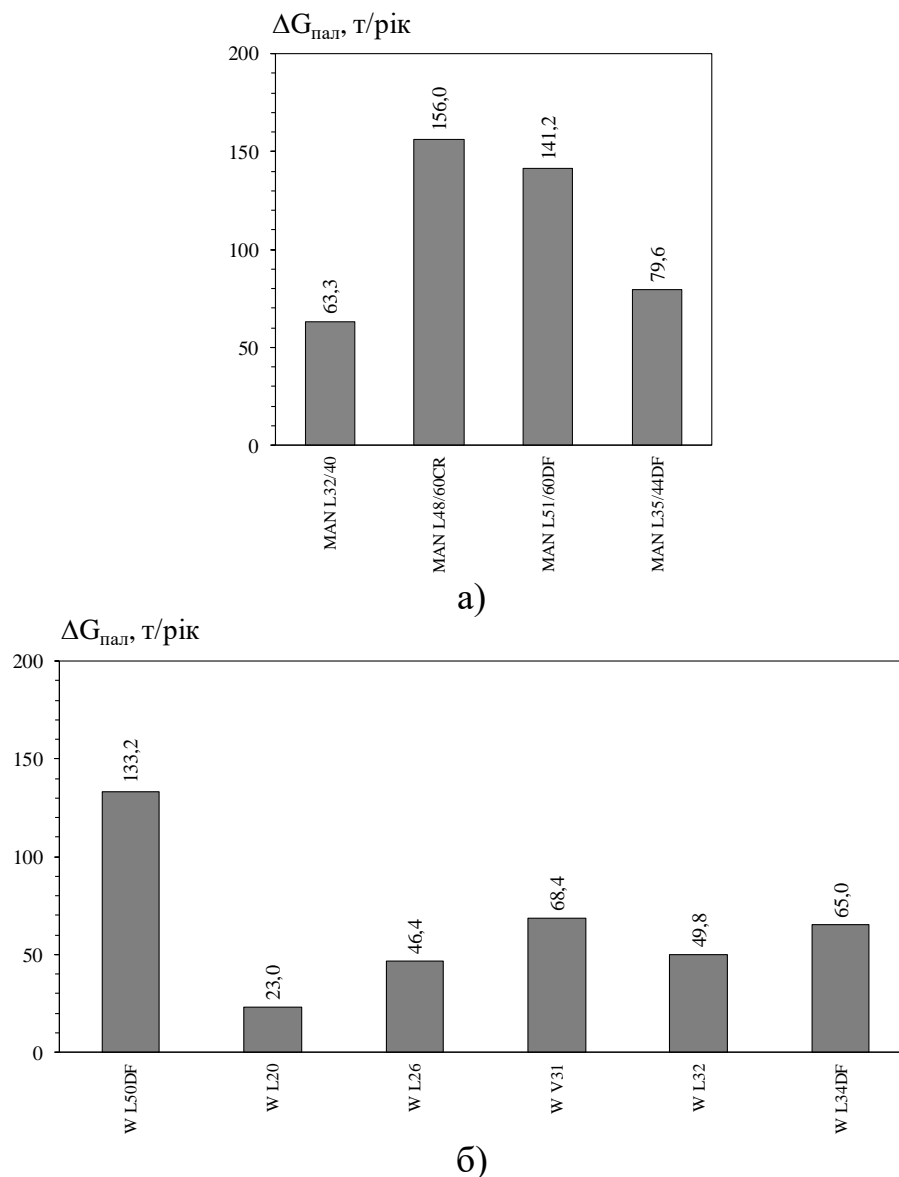 ΔGпал, т/рік
200
150
100
50
0
63,3
156,0
141,2
79,6
MAN L32/40
MAN L48/60CR
MAN L51/60DF
MAN L35/44DF
а)
ΔGпал, т/рік
200
150
100
50
0
133,2
23,0
46,4
68,4
49,8
65,0
W L50DF
W L20
W L26
W V31
W L32
W L34DF
б)